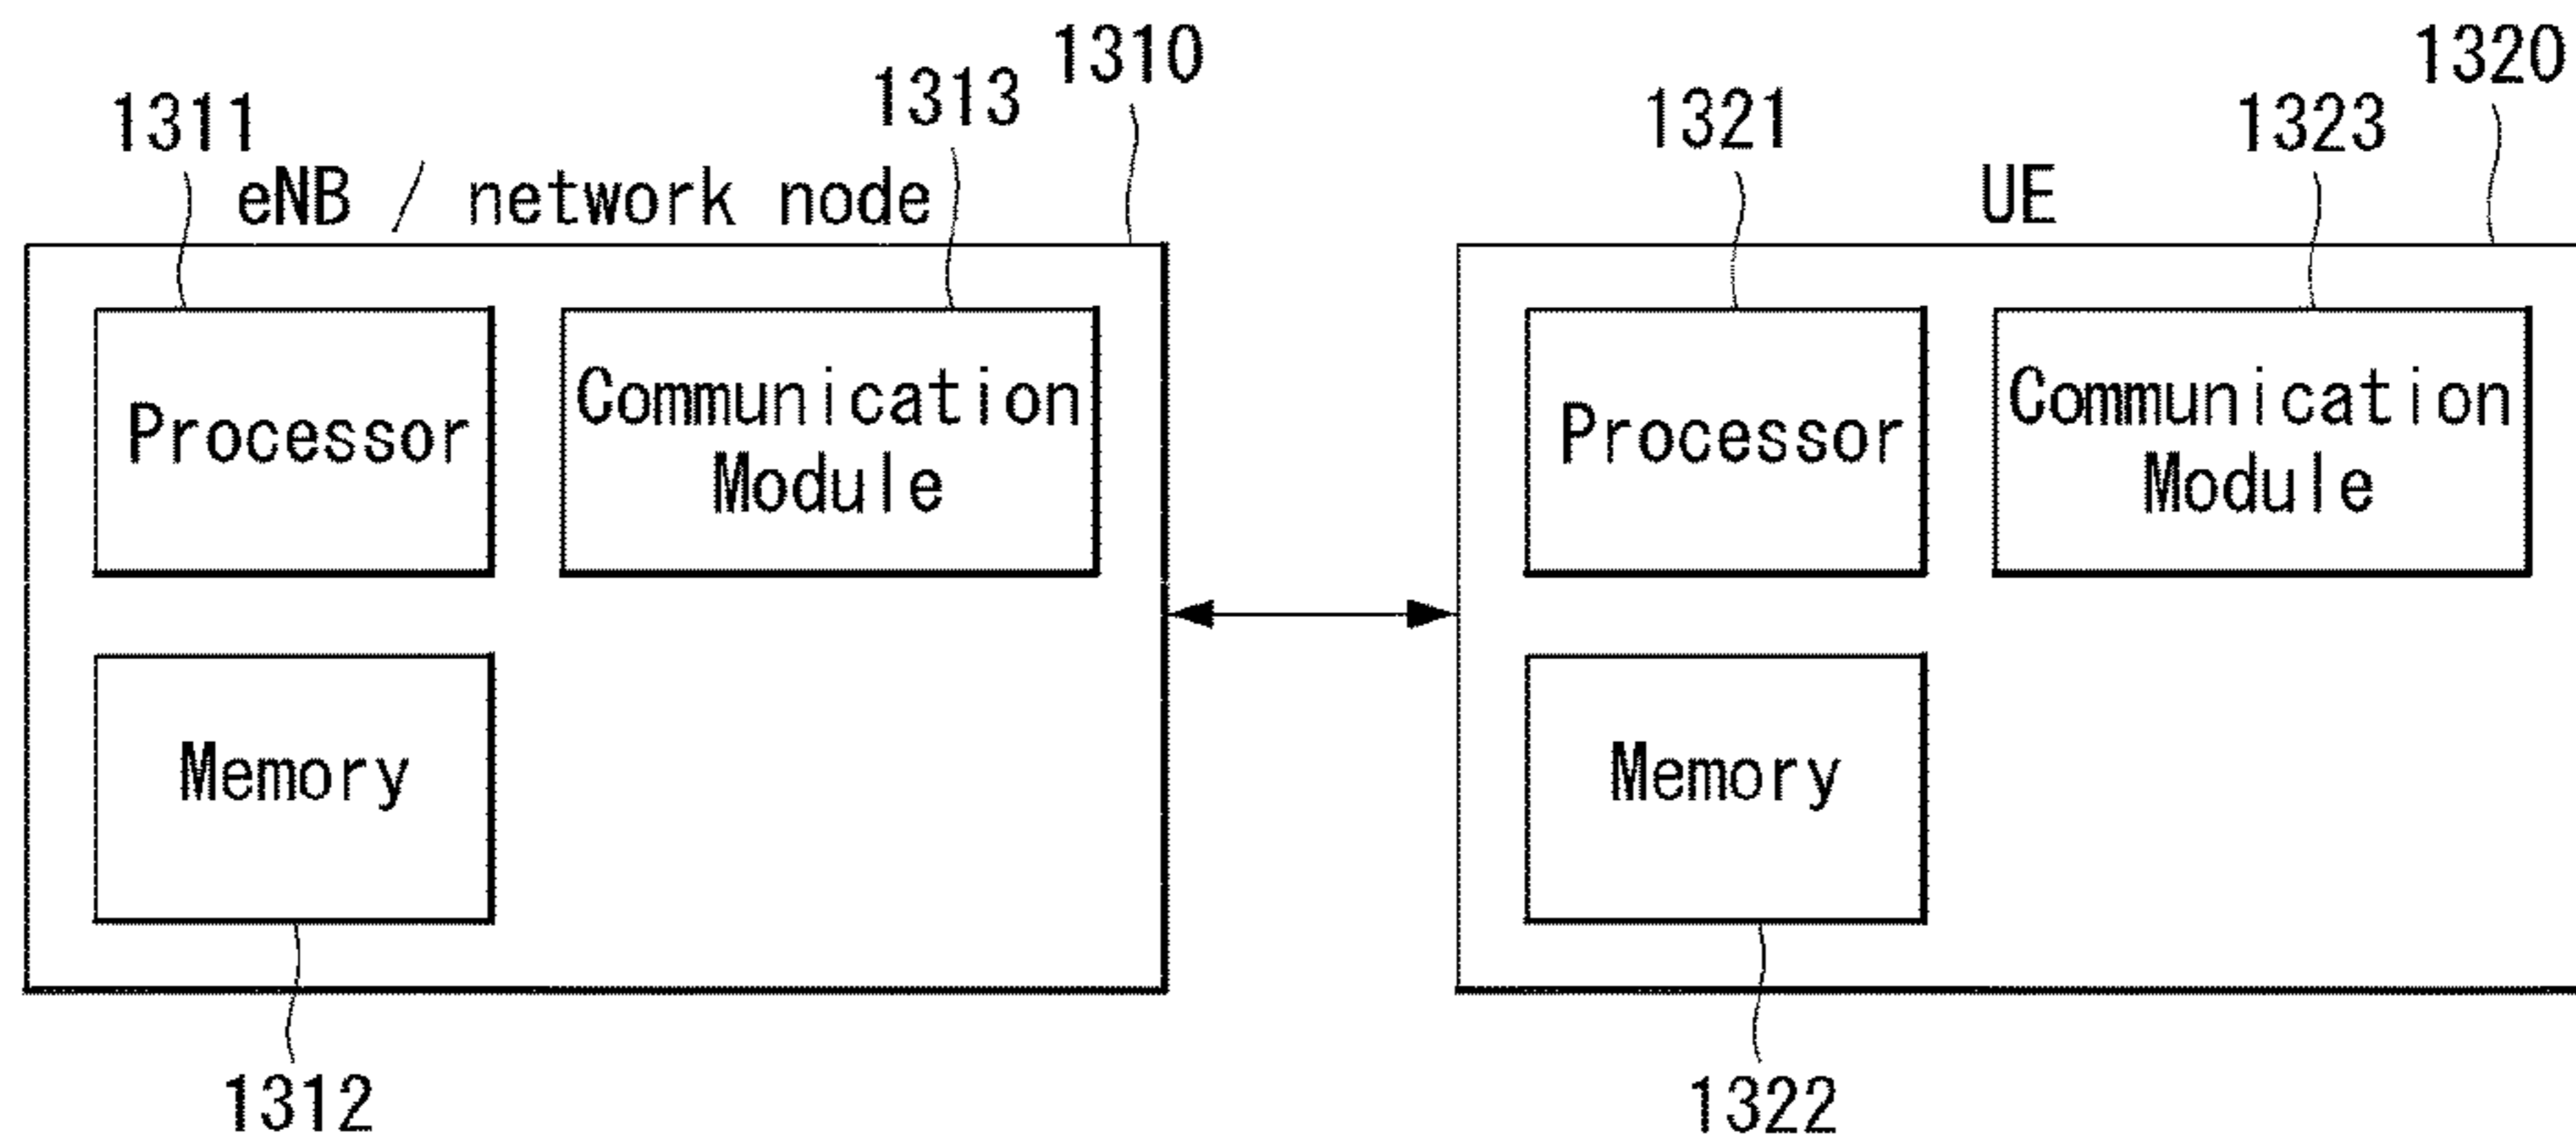 1310
1313
1311
eNB / network node
Processor
Communication
Module
Memory
1312
1320
1321
1323
UE
Processor
Communication
Module
Memory
1322